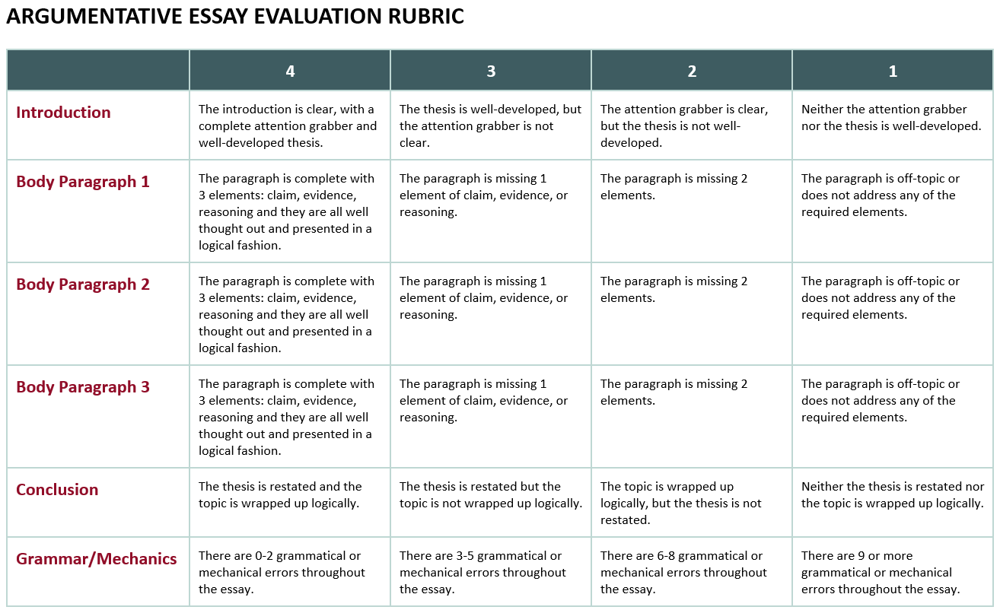 ARGUMENTATIVE ESSAY EVALUATION RUBRIC
4
3
2
1
Introduction
The introduction is clear, with a
complete attention grabber and
well-developed thesis.
The thesis is well-developed, but
the attention grabber is not
clear.
The attention grabber is clear,
but the thesis is not well-
developed.
Neither the attention grabber
nor the thesis is well-developed.
Body Paragraph 1
The paragraph is complete with
3 elements: claim, evidence,
reasoning and they are all well
thought out and presented in a
logical fashion.
The paragraph is missing 1
element of claim, evidence, or
reasoning.
The paragraph is missing 2
elements.
The paragraph is off-topic or
does not address any of the
required elements.
Body Paragraph 2
The paragraph is complete with
3 elements: claim, evidence,
reasoning and they are all well
thought out and presented in a
logical fashion.
The paragraph is missing 1
element of claim, evidence, or
reasoning.
The paragraph is missing 2
elements.
The paragraph is off-topic or
does not address any of the
required elements.
Body Paragraph 3
The paragraph is complete with
3 elements: claim, evidence,
reasoning and they are all well
thought out and presented in a
logical fashion.
The paragraph is missing 1
element of claim, evidence, or
reasoning.
The paragraph is missing 2
elements.
The paragraph is off-topic or
does not address any of the
required elements.
Conclusion
The thesis is restated and the
topic is wrapped up logically.
The thesis is restated but the
topic is not wrapped up logically.
The topic is wrapped up
logically, but the thesis is not
restated.
Neither the thesis is restated nor
the topic is wrapped up logically.
Grammar/Mechanics
There are 0-2 grammatical or
mechanical errors throughout
the essay.
There are 3-5 grammatical or
mechanical errors throughout
the essay.
There are 6-8 grammatical or
mechanical errors throughout
the essay.
There are 9 or more
grammatical or mechanical
errors throughout the essay.